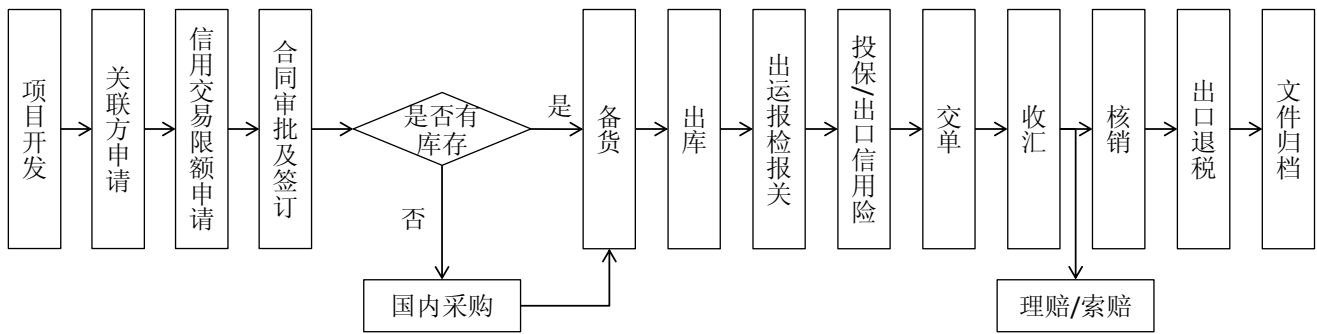 项目开发
关联方申请
信用交易限额申请
合同审批及签订
是否有
库存
是
否
国内采购
备货
出库
出运报检报关
投保/出口信用险
交单
收汇
理赔/索赔
核销
出口退税
文件归档